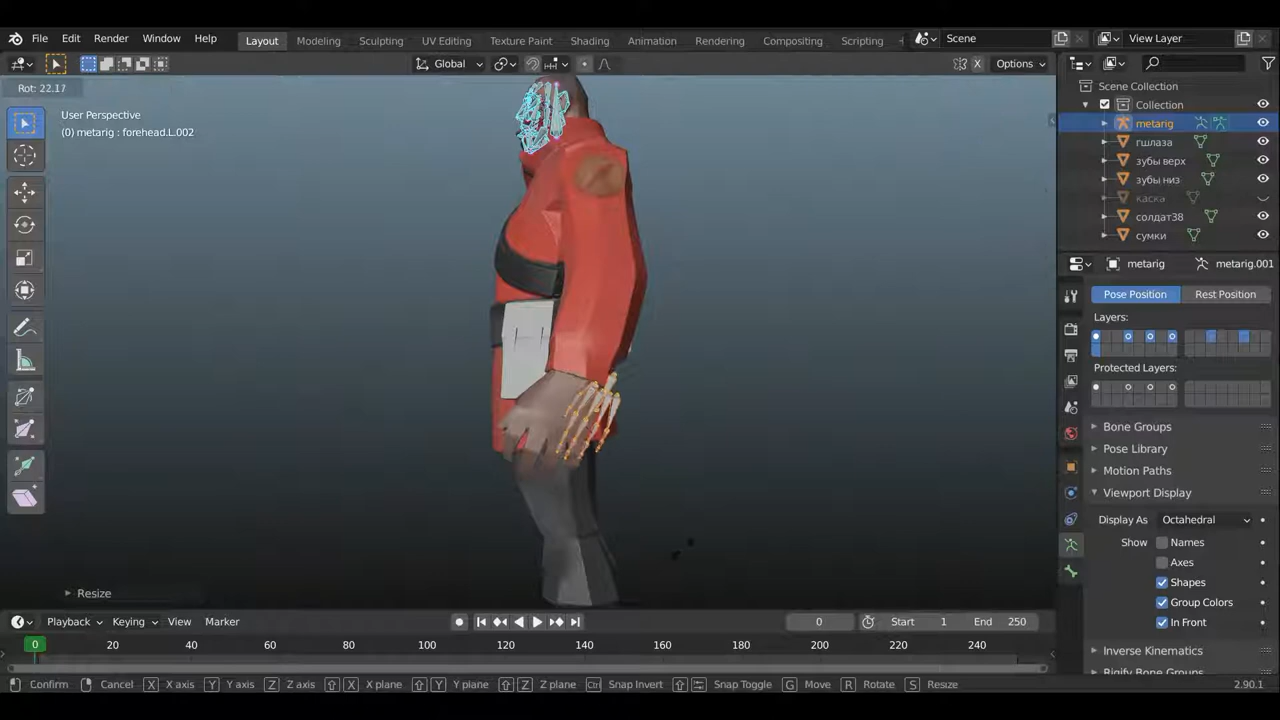 File Edit Render Window Help Layout Modeling Sculpting UV Editing Texture Paint Shading Animation Rendering Compositing Scripting Scene View Layer
Global Options
Rot: 22.17
User Perspective
(0) metarig : forehead.L.002
Scene Collection
Collection
metarig
гшлаза
зубы верх
зубы низ
каска
солдат38
сумки
metarig metarig.001
Pose Position Rest Position
Layers:
Protected Layers:
Bone Groups
Pose Library
Motion Paths
Viewport Display
Display As Octahedral
Show Names
Axes
Shapes
Group Colors
In Front
Inverse Kinematics
Rigify Bone Groups
Resize
Playback Keying View Marker 0 Start 1 End 250
0 20 40 60 80 100 120 140 160 180 200 220 240
Confirm Cancel X X axis Y Y axis Z Z axis X X plane Y Y plane Z Z plane Ctrl Snap Invert Snap Toggle G Move R Rotate S Resize 2.90.1